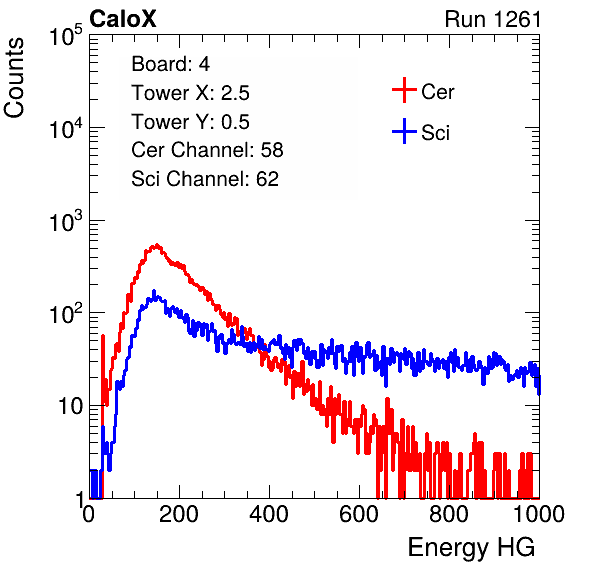 CaloX Run 1261
Counts
Board: 4
Tower X: 2.5
Tower Y: 0.5
Cer Channel: 58
Sci Channel: 62
Cer
Sci
10^5
10^4
10^3
10^2
10
1
0 200 400 600 800 1000
Energy HG